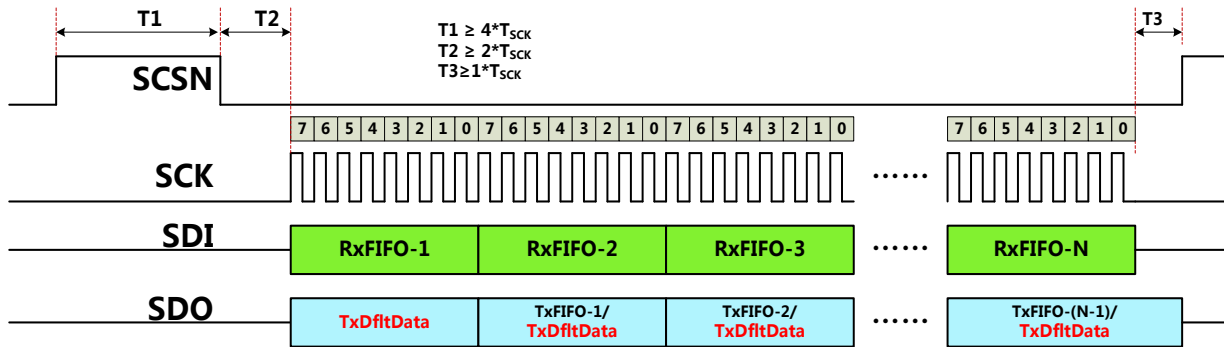 T1 T2 T3
T1 ≥ 4*TSCK
T2 ≥ 2*TSCK
T3≥1*TSCK
SCSN
7 6 5 4 3 2 1 0 7 6 5 4 3 2 1 0 7 6 5 4 3 2 1 0 7 6 5 4 3 2 1 0
SCK ……
SDI RxFIFO-1 RxFIFO-2 RxFIFO-3 …… RxFIFO-N
SDO TxDfltData TxFIFO-1/ TxFIFO-2/ …… TxFIFO-(N-1)/
TxDfltData TxDfltData TxDfltData